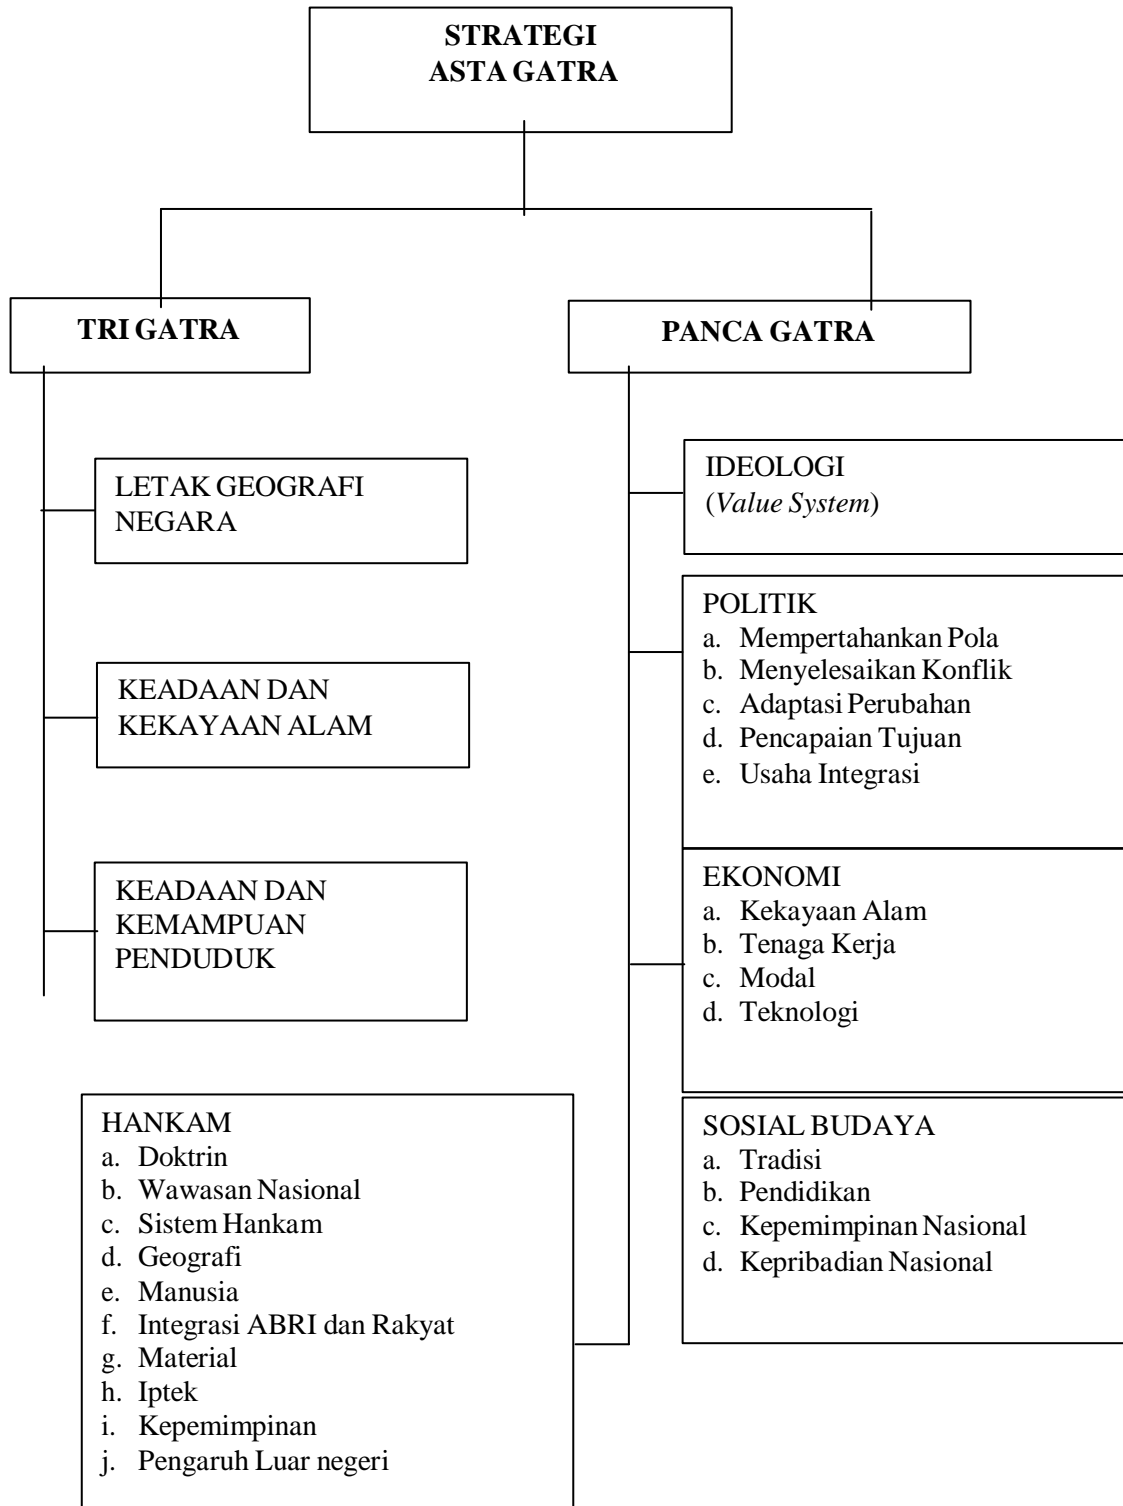 STRATEGI
ASTA GATRA
TRI GATRA
PANCA GATRA
LETAK GEOGRAFI
NEGARA
KEADAAN DAN
KEKAYAAN ALAM
KEADAAN DAN
KEMAMPUAN
PENDUDUK
IDEOLOGI
(Value System)
POLITIK
a. Mempertahankan Pola
b. Menyelesaikan Konflik
c. Adaptasi Perubahan
d. Pencapaian Tujuan
e. Usaha Integrasi
EKONOMI
a. Kekayaan Alam
b. Tenaga Kerja
c. Modal
d. Teknologi
SOSIAL BUDAYA
a. Tradisi
b. Pendidikan
c. Kepemimpinan Nasional
d. Kepribadian Nasional
HANKAM
a. Doktrin
b. Wawasan Nasional
c. Sistem Hankam
d. Geografi
e. Manusia
f. Integrasi ABRI dan Rakyat
g. Material
h. Iptek
i. Kepemimpinan
j. Pengaruh Luar negeri